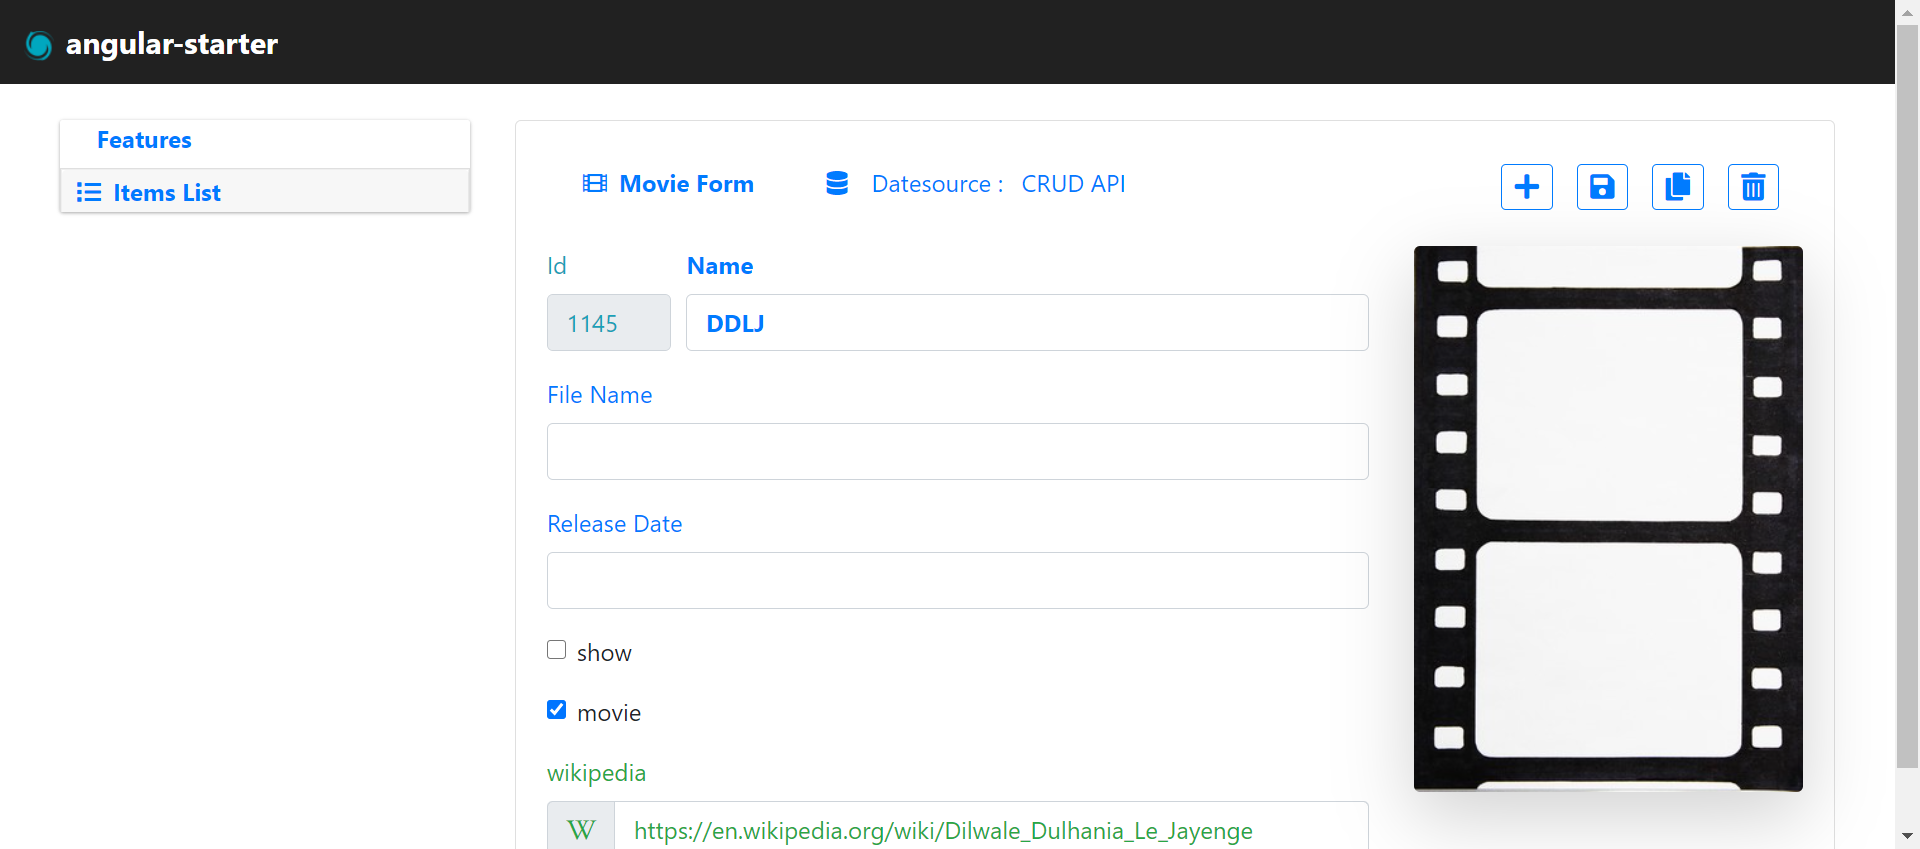 angular-starter
Features
Items List
Movie Form Datesource : CRUD API
Id Name
1145 DDLJ
File Name
Release Date
show
movie
wikipedia
W https://en.wikipedia.org/wiki/Dilwale_Dulhania_Le_Jayenge